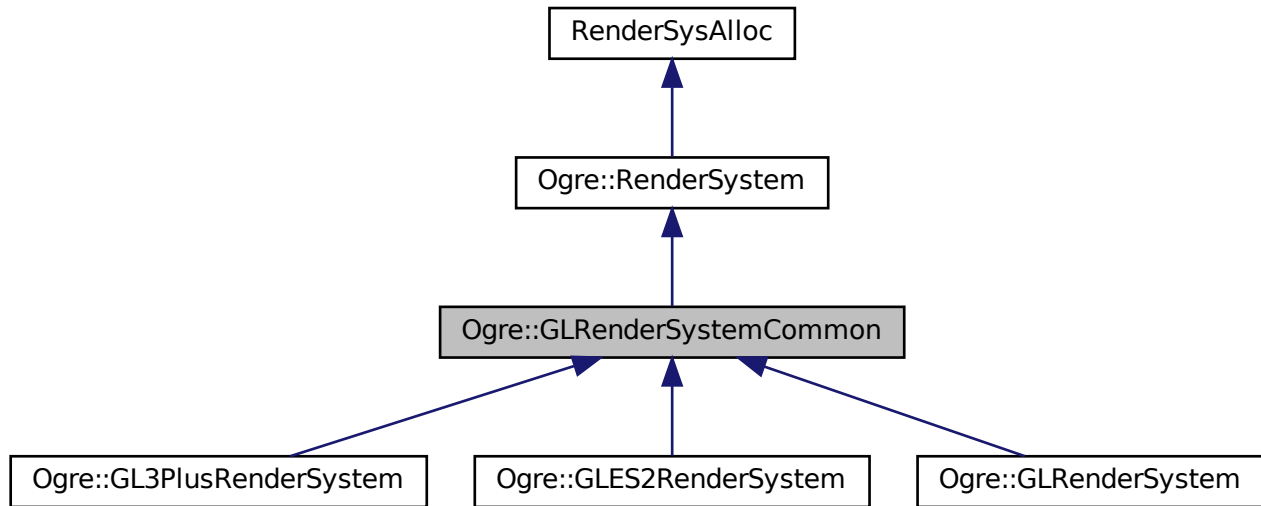 RenderSysAlloc
Ogre::RenderSystem
Ogre::GLRenderSystemCommon
Ogre::GL3PlusRenderSystem
Ogre::GLES2RenderSystem
Ogre::GLRenderSystem